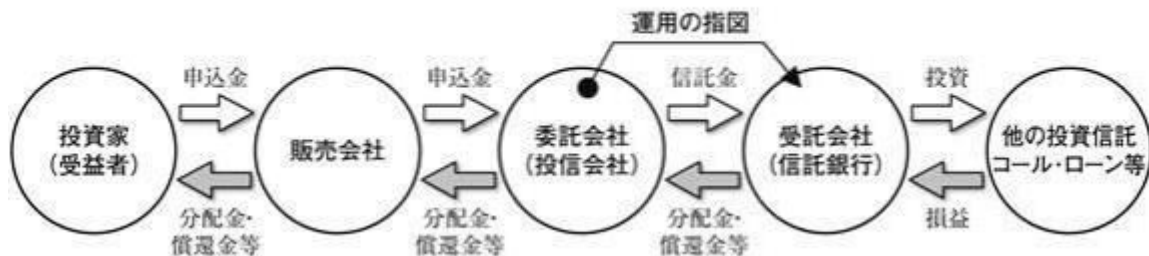 運用の指図
申込金
申込金
信託金
投資
投資家
(受益者)
販売会社
委託会社
(投信会社)
受託会社
(信託銀行)
他の投資信託
コール・ローン等
分配金・
償還金等
分配金・
償還金等
分配金・
償還金等
損益